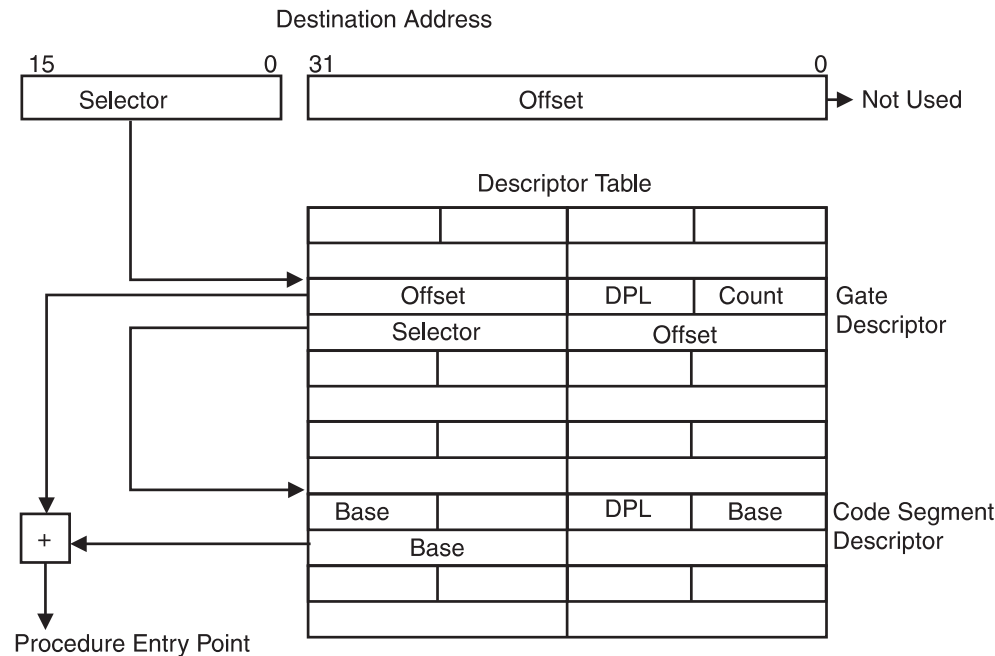 Destination Address
15 0 31 0
Selector Offset Not Used
Descriptor Table
Offset DPL Count Gate
Descriptor
Selector Offset
Base DPL Base Code Segment
Descriptor
+ Base
Procedure Entry Point